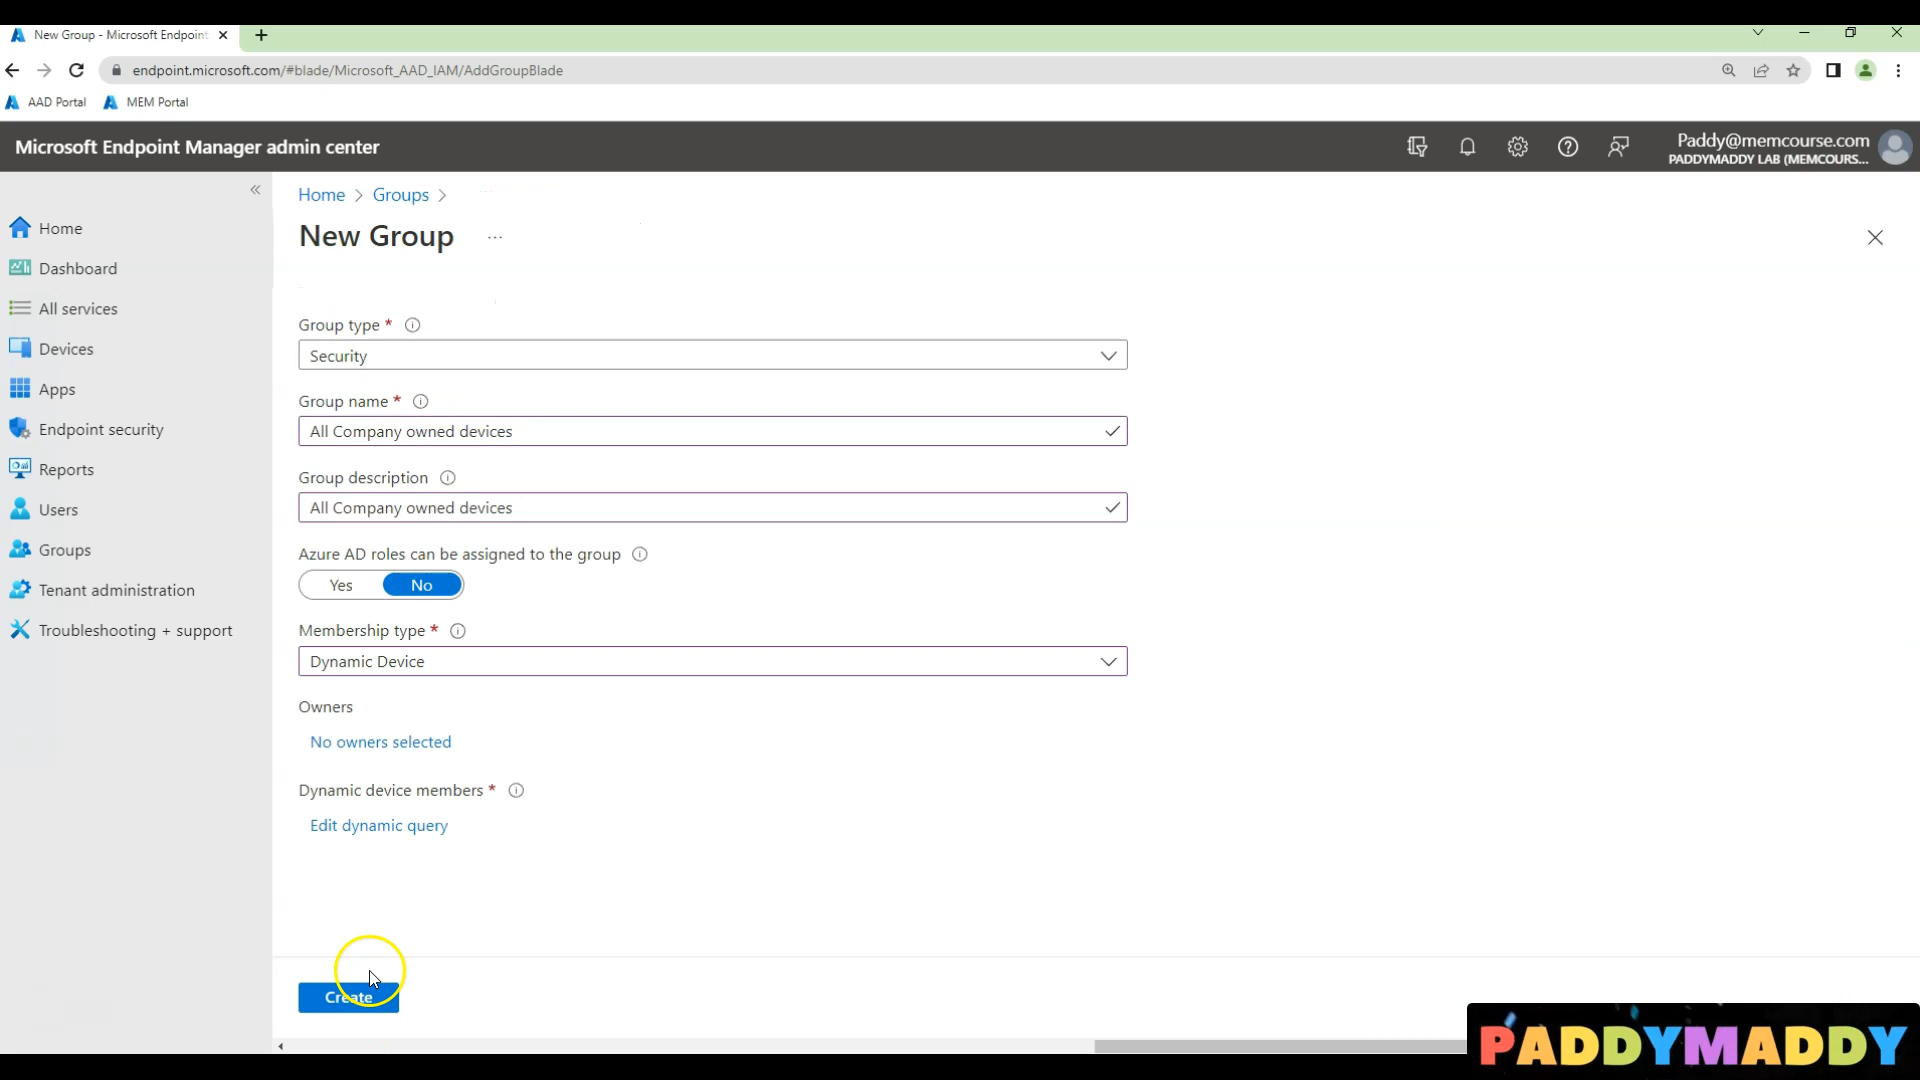 New Group - Microsoft Endpoint
endpoint.microsoft.com/#blade/Microsoft_AAD_IAM/AddGroupBlade
AAD Portal
MEM Portal
Microsoft Endpoint Manager admin center
Paddy@memcourse.com
PADDYMADDY LAB (MEMCOURS...
Home
Dashboard
All services
Devices
Apps
Endpoint security
Reports
Users
Groups
Tenant administration
Troubleshooting + support
Home > Groups >
New Group ...
Group type *
Security
Group name *
All Company owned devices
Group description
All Company owned devices
Azure AD roles can be assigned to the group
Yes No
Membership type *
Dynamic Device
Owners
No owners selected
Dynamic device members *
Edit dynamic query
Create
PADDYMADDY